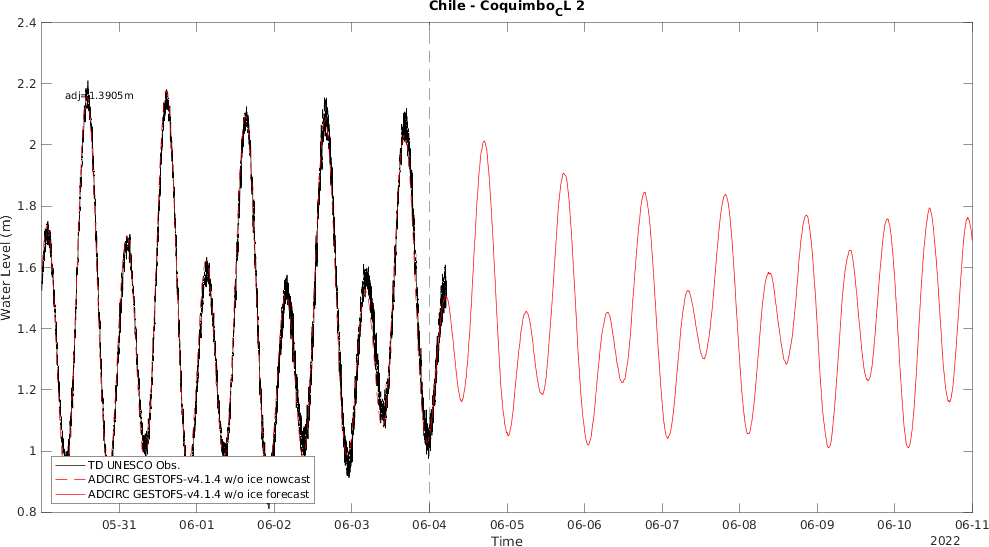 Chile - Coquimbo_CL 2
2.4
2.2
2
1.8
1.6
1.4
1.2
1
0.8
Water Level (m)
adj=1.3905m
TD UNESCO Obs.
ADCIRC GESTOFS-v4.1.4 w/o ice nowcast
ADCIRC GESTOFS-v4.1.4 w/o ice forecast
05-31 06-01 06-02 06-03 06-04 06-05 06-06 06-07 06-08 06-09 06-10 06-11
Time
2022